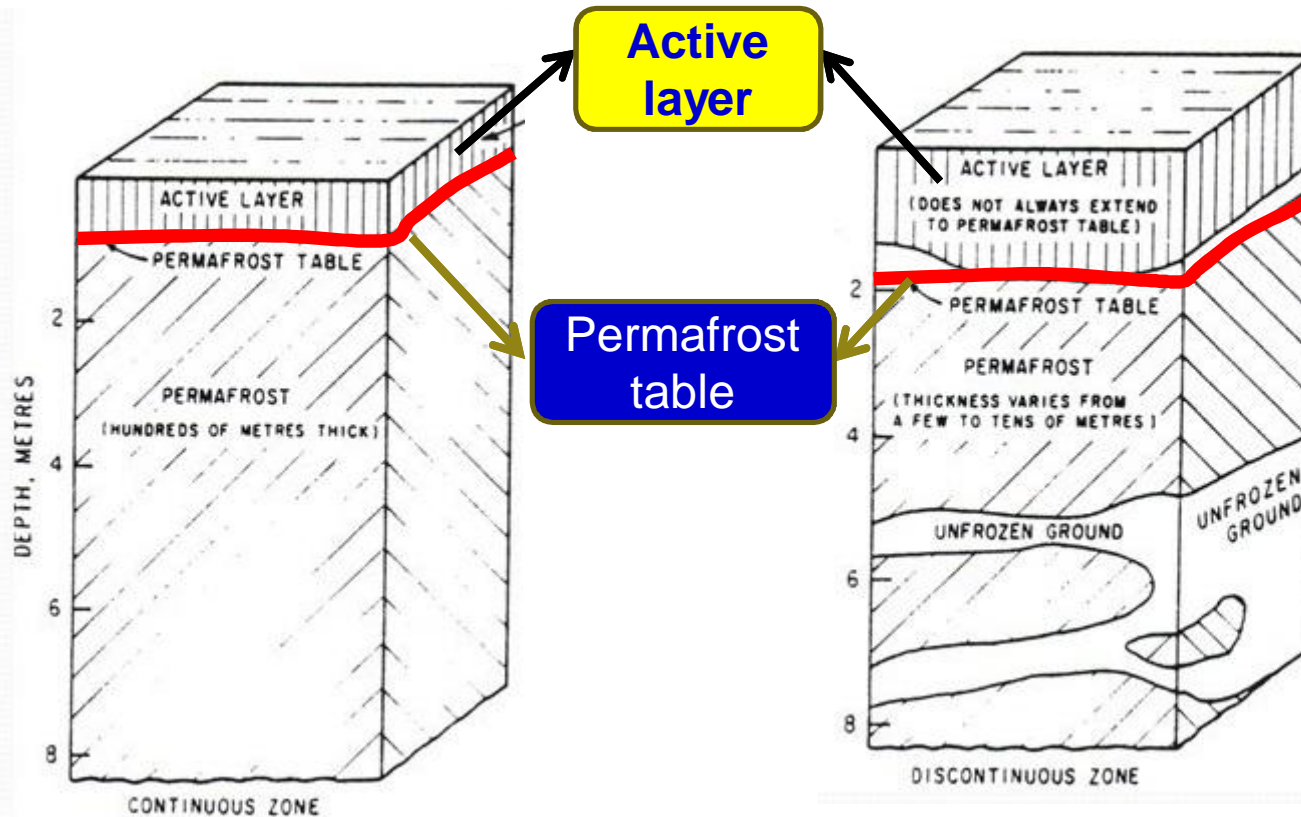 Active
layer
ACTIVE LAYER
PERMAFROST TABLE
2
PERMAFROST
(HUNDREDS OF METRES THICK)
4
6
8
DEPTH, METRES
CONTINUOUS ZONE
Permafrost
table
ACTIVE LAYER
(DOES NOT ALWAYS EXTEND
TO PERMAFROST TABLE)
2
PERMAFROST TABLE
PERMAFROST
(THICKNESS VARIES FROM
A FEW TO TENS OF METRES)
4
UNFROZEN GROUND
UNFROZEN
GROUND
6
8
DISCONTINUOUS ZONE